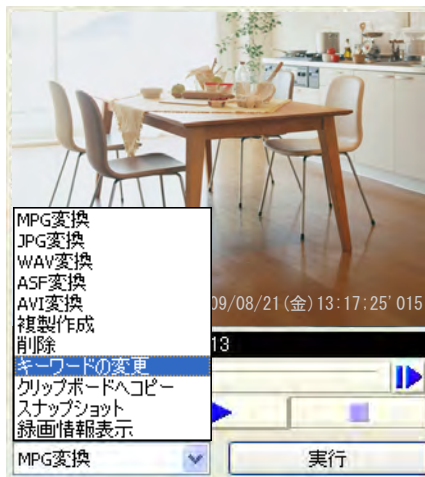 MPG変換
JPG変換
WAV変換
ASF変換
AVI変換
09/08/21(金)13:17:25'015
複製作成
削除
13
キーワードの変更
クリップボードへコピー
スナップショット
録画情報表示
MPG変換
実行